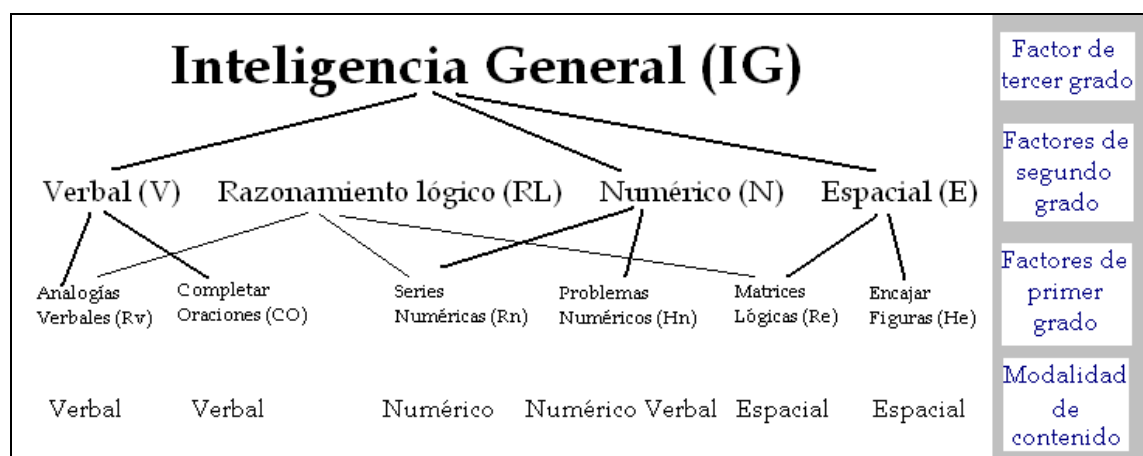 Inteligencia General (IG)
Factor de
tercer grado
Verbal (V) Razonamiento lógico (RL) Numérico (N) Espacial (E)
Factores de
segundo
grado
Analogías
Verbales (Rv)
Completar
Oraciones (CO)
Series
Numéricas (Rn)
Problemas
Numéricos (Hn)
Matrices
Lógicas (Re)
Encajar
Figuras (He)
Factores de
primer
grado
Verbal Verbal Numérico Numérico Verbal Espacial Espacial
Modalidad
de
contenido